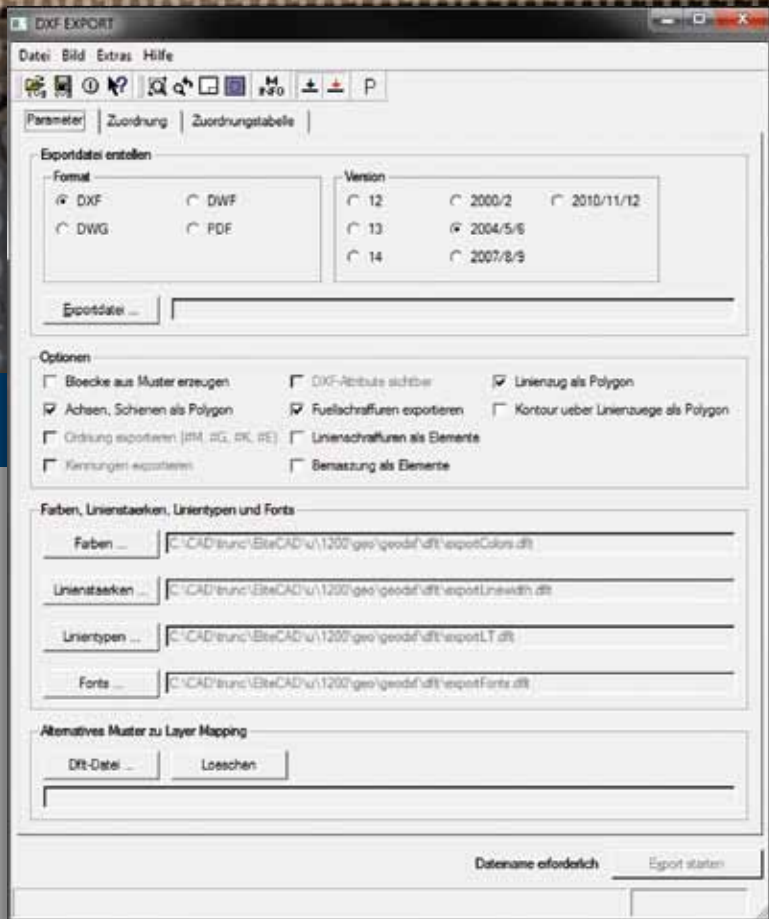 DXF EXPORT
Datei Bild Extras Hilfe
M INFO P
Parameter Zuordnung Zuordnungstabelle
Exportdatei erstellen
Format
DXF DWF
DWG PDF
Version
12 2000/2 2010/11/12
13 2004/5/6
14 2007/8/9
Exportdatei ...
Optionen
Bloecke aus Muster erzeugen DXF-Attribute sichtbar Linienzug als Polygon
Achsen, Schienen als Polygon Fuellschraffuren exportieren Kontour ueber Linienzuege als Polygon
Ordnung exportieren (#M, #G, #K, #E) Linienschraffuren als Elemente
Kennungen exportieren Bemaszung als Elemente
Farben, Linienstaerken, Linientypen und Fonts
Farben ... C:\CAD\trunc\EliteCAD\u\1200\geo\geodxf\dft\exportColors.dft
Linienstaerken ... C:\CAD\trunc\EliteCAD\u\1200\geo\geodxf\dft\exportLinewidth.dft
Linientypen ... C:\CAD\trunc\EliteCAD\u\1200\geo\geodxf\dft\exportLT.dft
Fonts ... C:\CAD\trunc\EliteCAD\u\1200\geo\geodxf\dft\exportFonts.dft
Alternatives Muster zu Layer Mapping
Dft-Datei ... Loeschen
Dateiname erforderlich Export starten